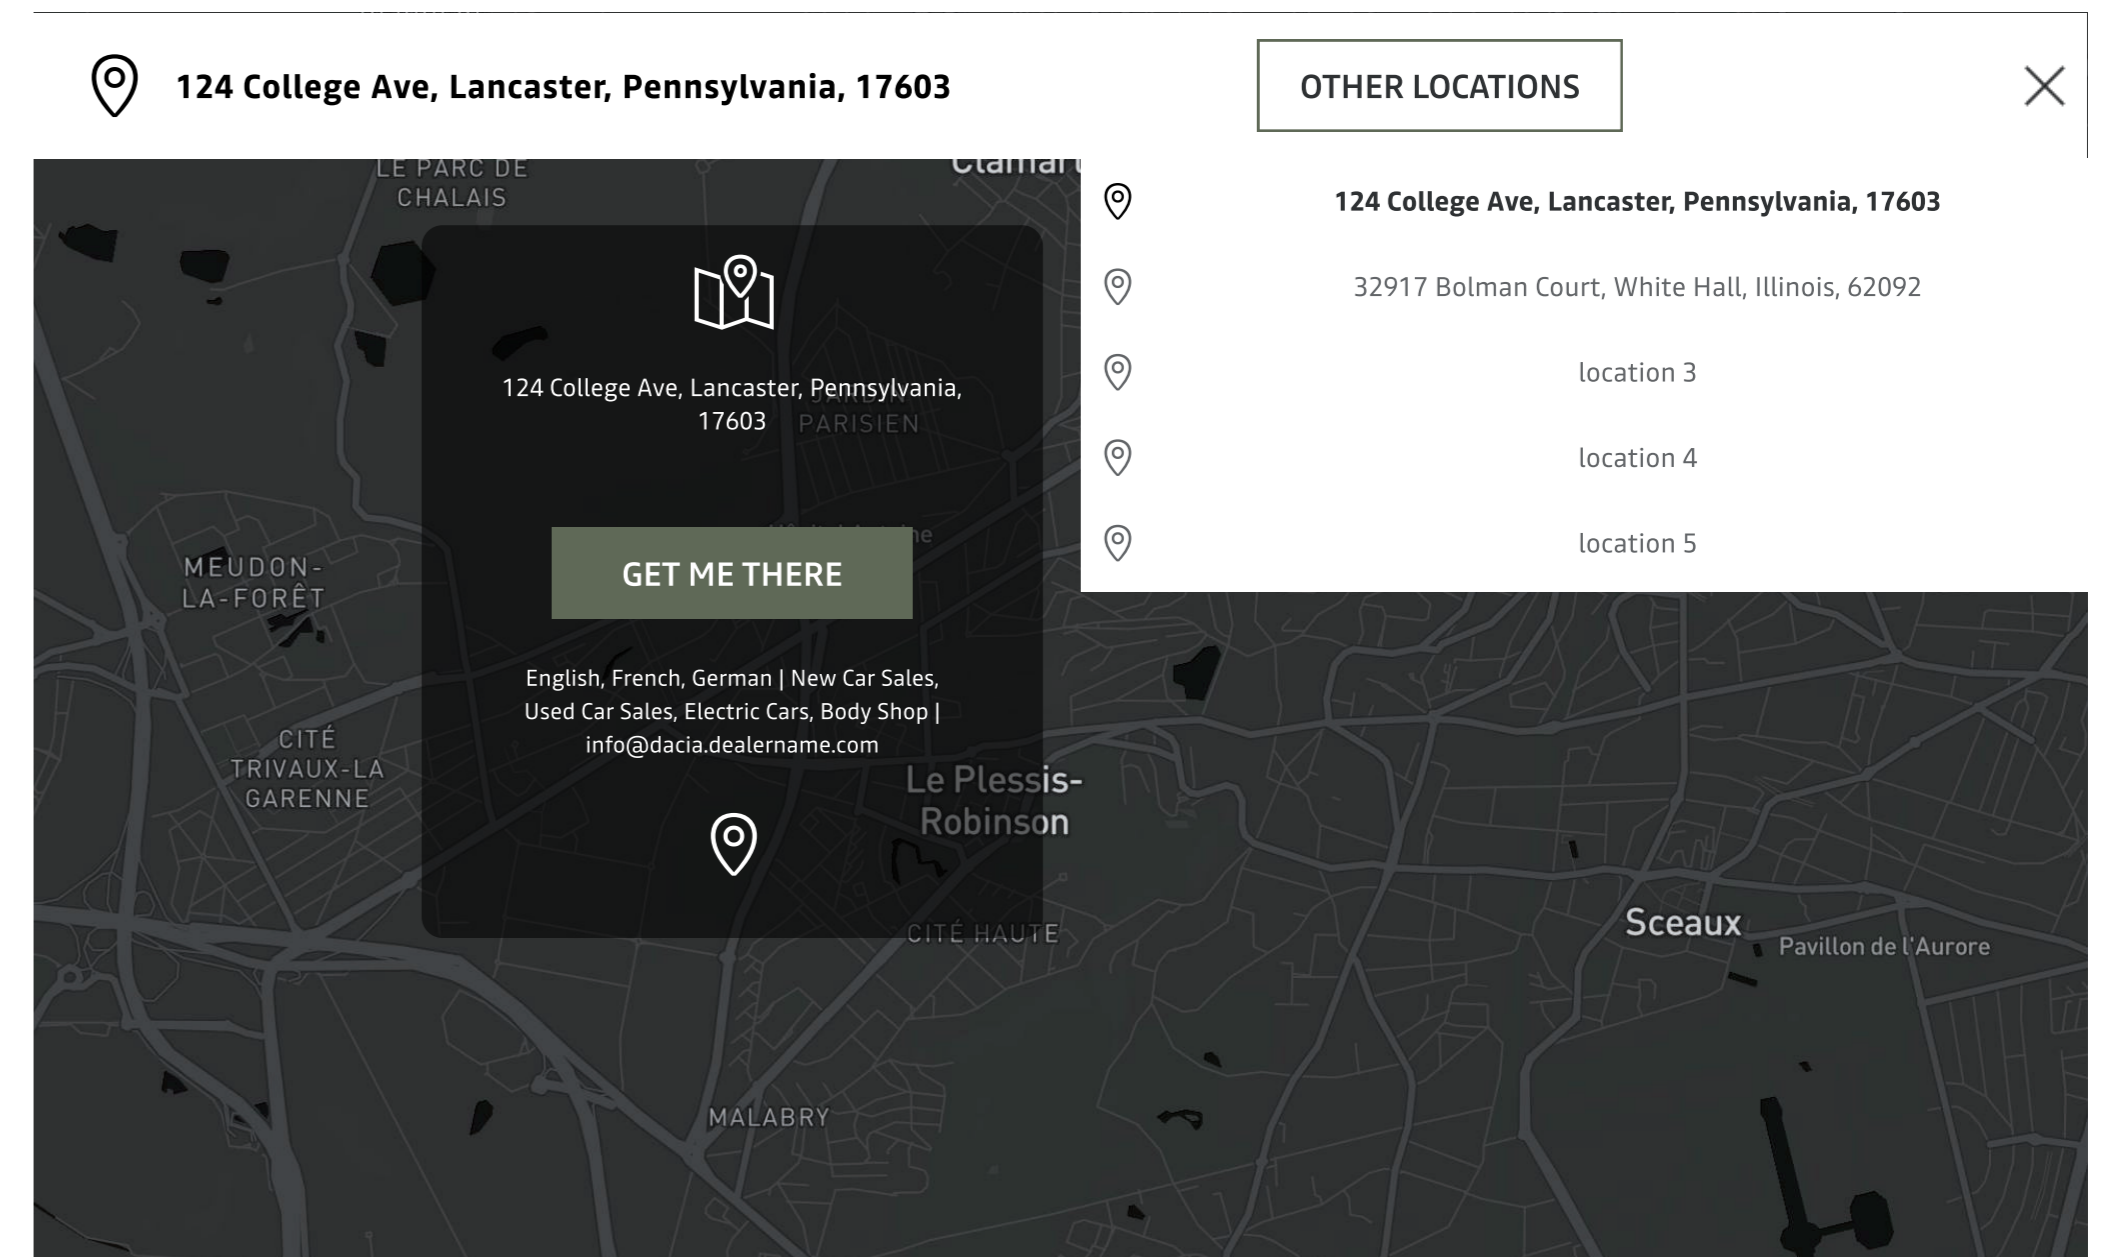 124 College Ave, Lancaster, Pennsylvania, 17603
OTHER LOCATIONS
LE PARC DE
CHALAIS
124 College Ave, Lancaster, Pennsylvania, 17603
32917 Bolman Court, White Hall, Illinois, 62092
location 3
location 4
location 5
124 College Ave, Lancaster, Pennsylvania,
17603
PARISIEN
GET ME THERE
MEUDON-
LA-FORÊT
English, French, German | New Car Sales,
Used Car Sales, Electric Cars, Body Shop |
info@dacia.dealername.com
CITÉ
TRIVAUX-LA
GARENNE
Le Plessis-
Robinson
CITÉ HAUTE
Sceaux
Pavillon de l'Aurore
MALABRY